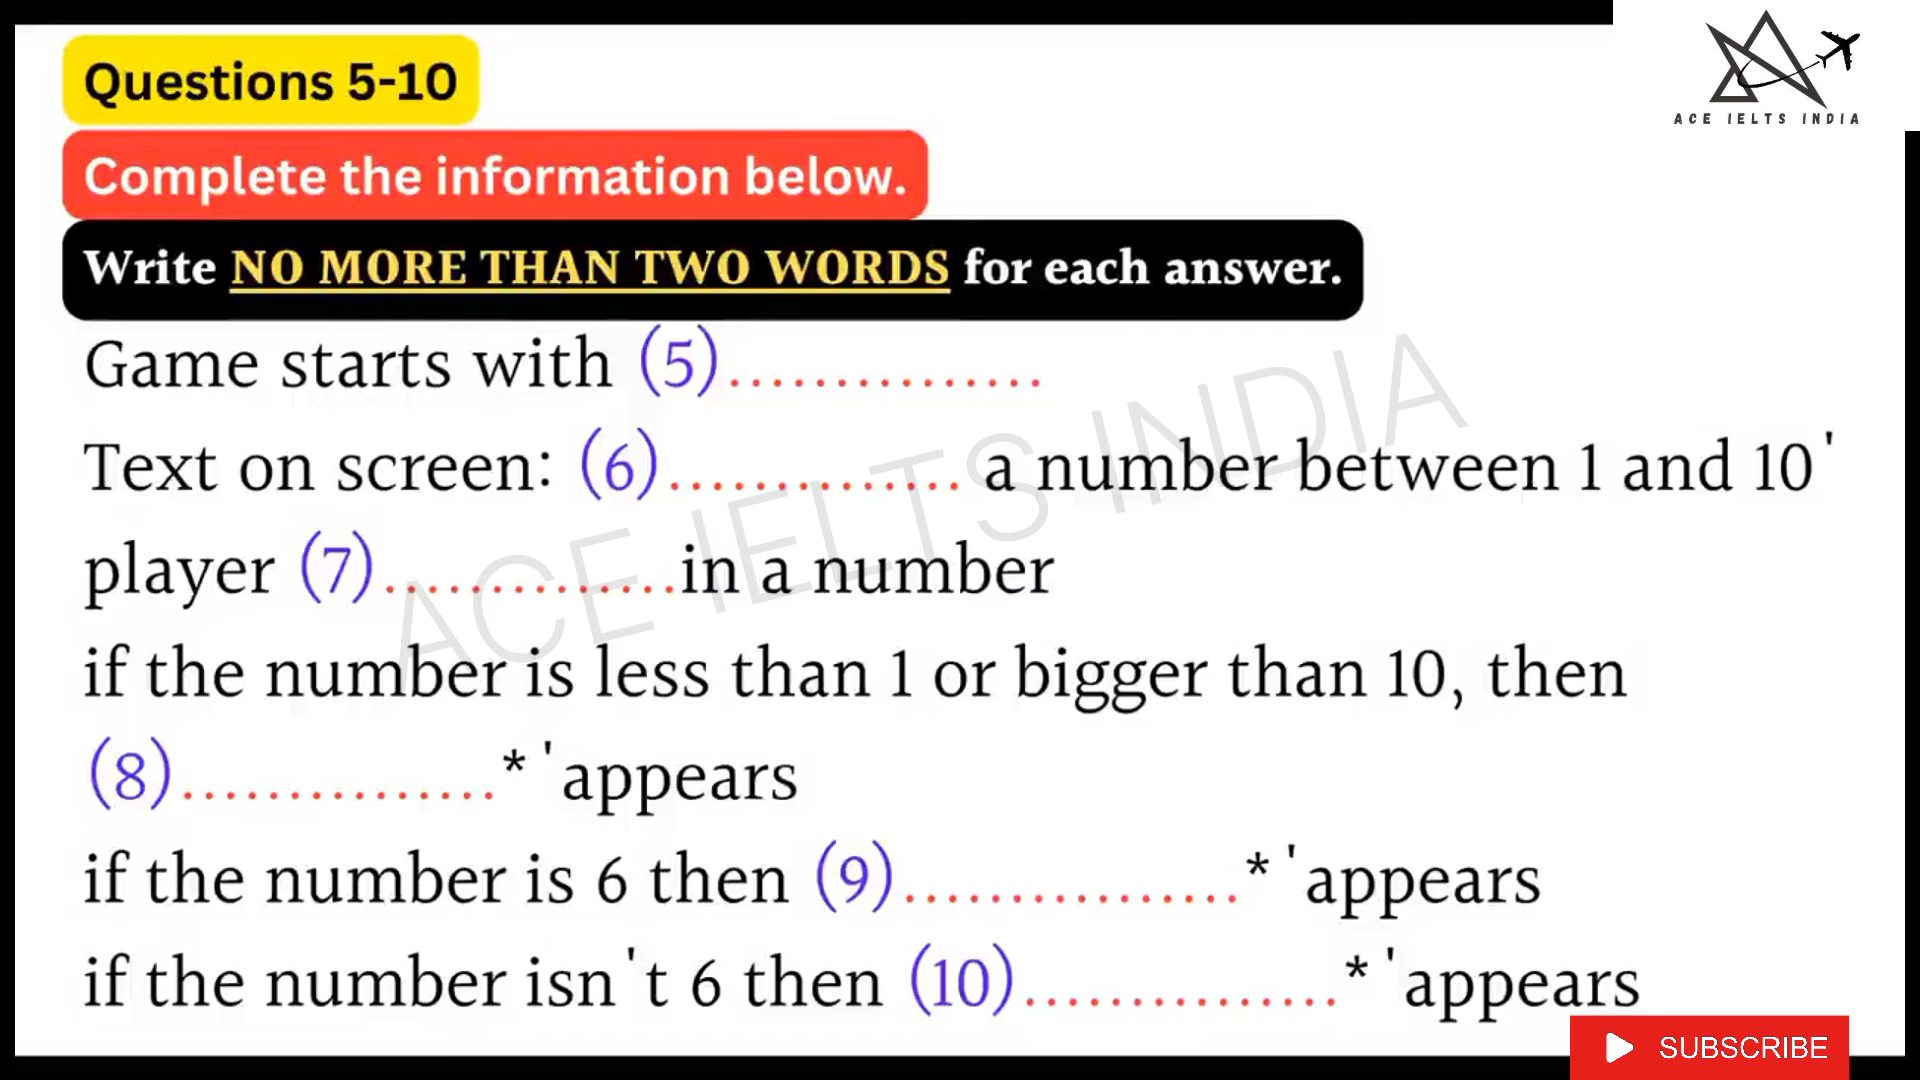 ACE IELTS INDIA
Questions 5-10
Complete the information below.
Write NO MORE THAN TWO WORDS for each answer.
Game starts with (5)...............
Text on screen: (6).............. a number between 1 and 10'
player (7)..............in a number
if the number is less than 1 or bigger than 10, then
(8)...............*'appears
if the number is 6 then (9)................*'appears
if the number isn't 6 then (10)...............*'appears
ACE IELTS INDIA
SUBSCRIBE